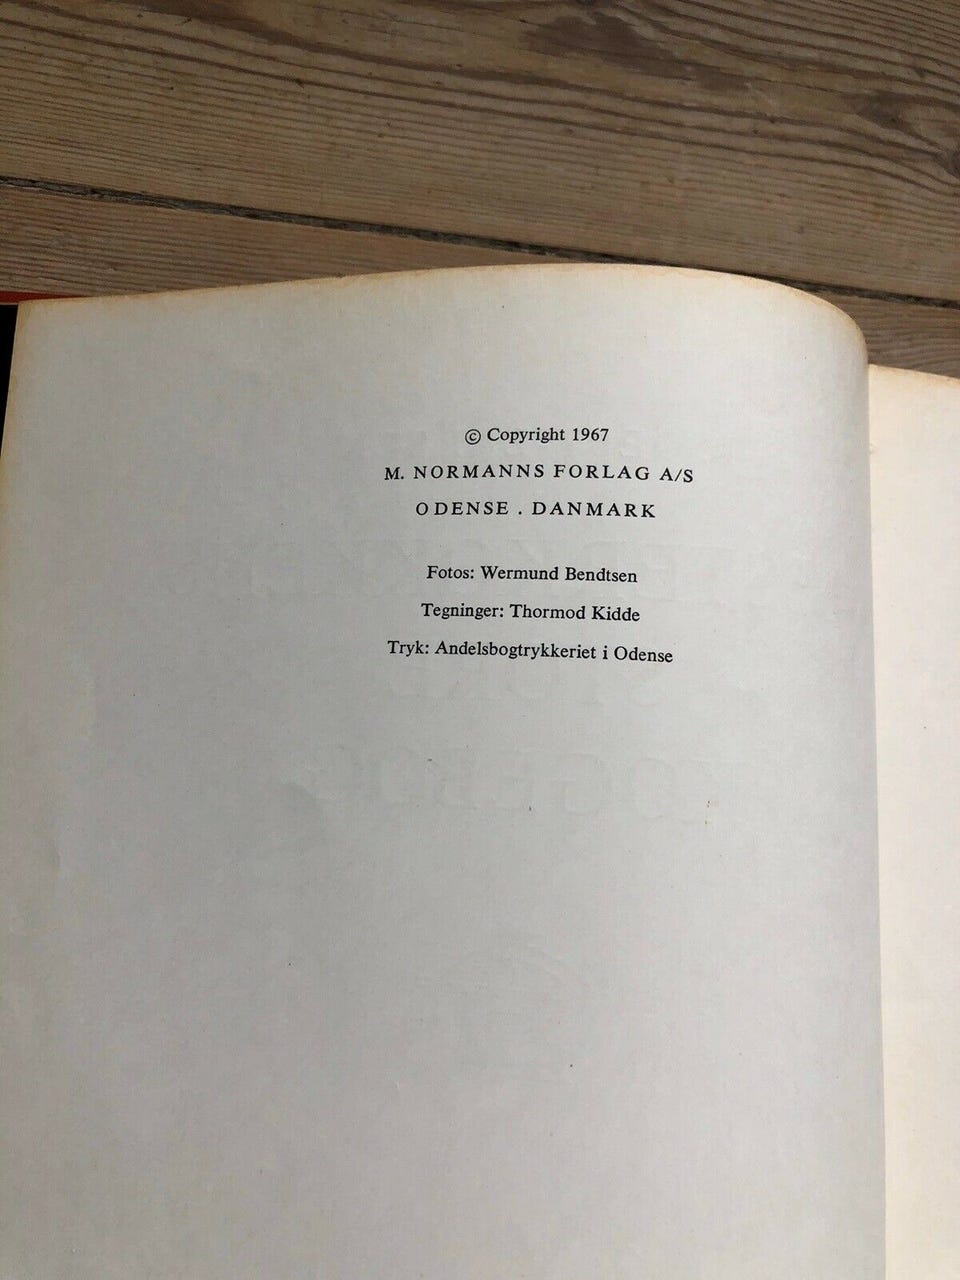 © Copyright 1967
M. NORMANNS FORLAG A/S
ODENSE . DANMARK
Fotos: Wermund Bendtsen
Tegninger: Thormod Kidde
Tryk: Andelsbogtrykkeriet i Odense